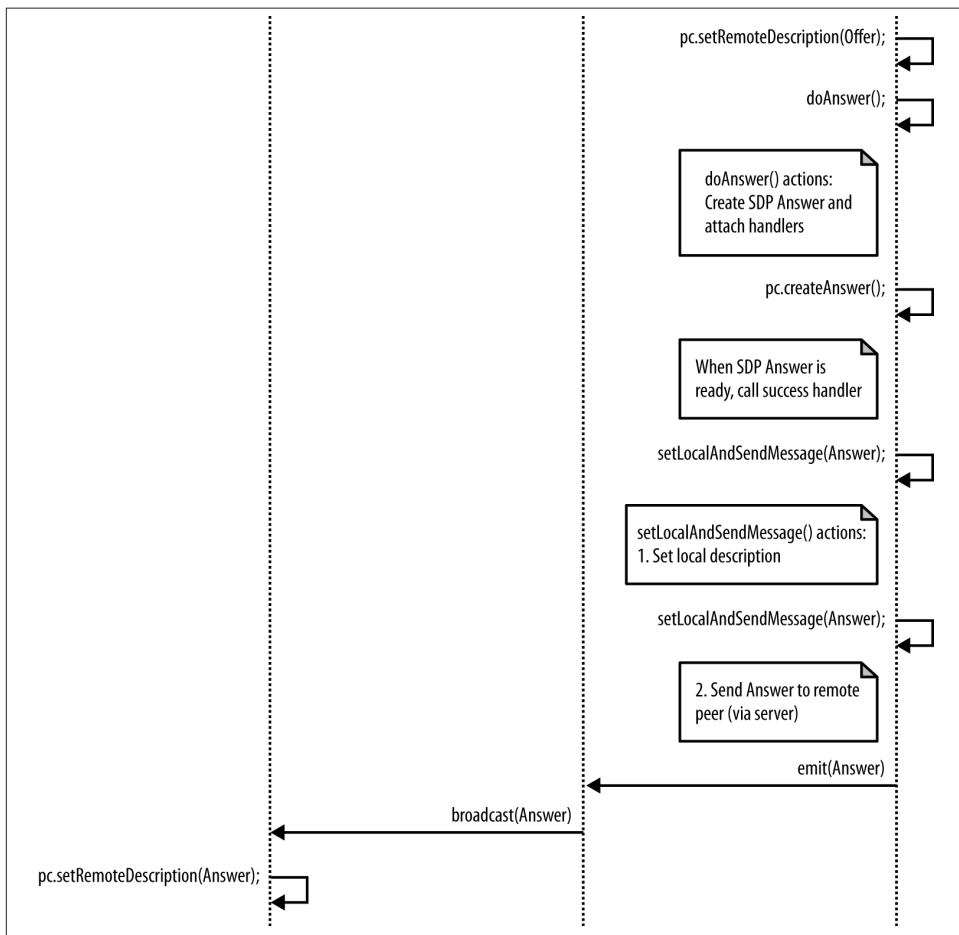 pc.setRemoteDescription(Offer);
doAnswer();
doAnswer() actions:
Create SDP Answer and
attach handlers
pc.createAnswer();
When SDP Answer is
ready, call success handler
setLocalAndSendMessage(Answer);
setLocalAndSendMessage() actions:
1. Set local description
setLocalAndSendMessage(Answer);
2. Send Answer to remote
peer (via server)
emit(Answer)
broadcast(Answer)
pc.setRemoteDescription(Answer);